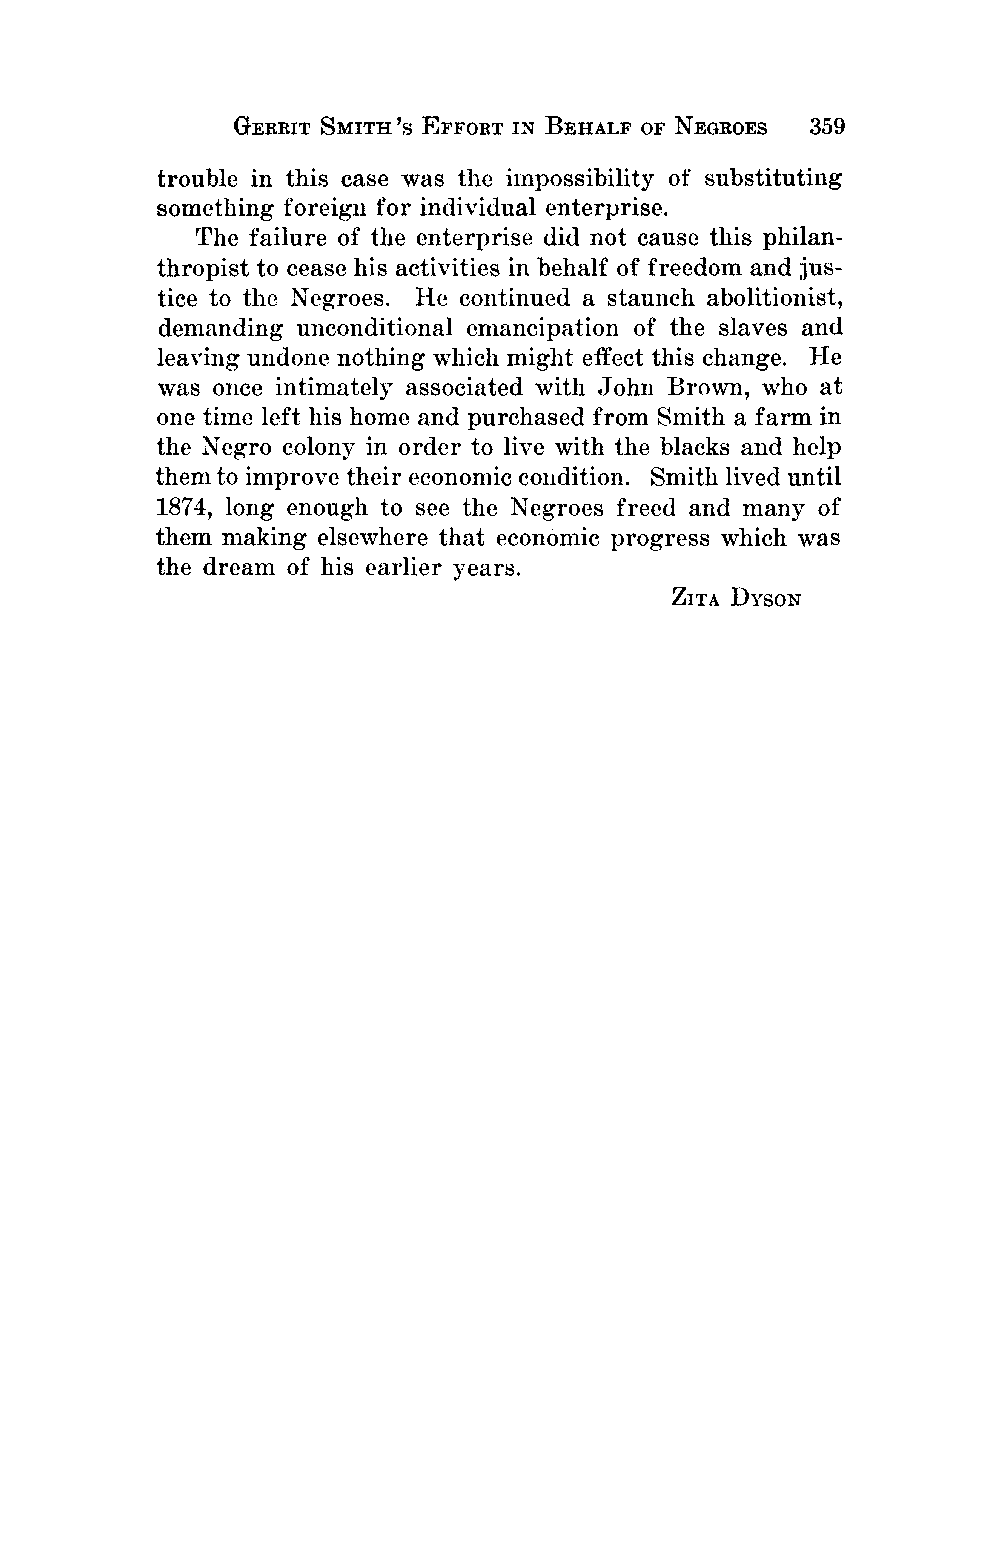 GERRIT SMITH'S EFFORT IN BEHALF OF NEGROES 359
trouble in this case was the impossibility of substituting
something foreign for individual enterprise.
The failure of the enterprise did not cause this philan-
thropist to cease his activities in behalf of freedom and jus-
tice to the Negroes. He continued a staunch abolitionist,
demanding unconditional emancipation of the slaves and
leaving undone nothing which might effect this change. He
was once intimately associated with John Brown, who at
one time left his home and purchased from Smith a farm in
the Negro colony in order to live with the blacks and help
them to improve their economic condition. Smith lived until
1874, long enough to see the Negroes freed and many of
them making elsewhere that economic progress which was
the dream of his earlier years.
ZITA DYSON